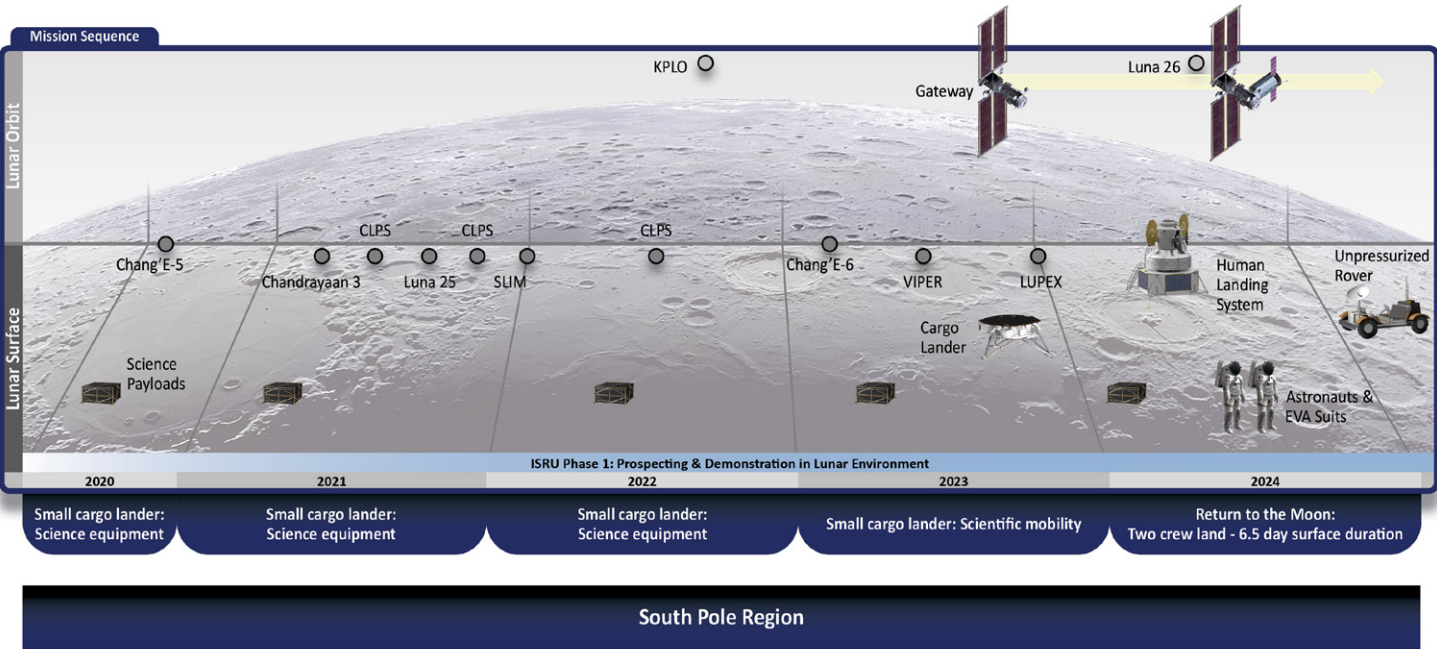 Mission Sequence
Lunar Orbit
KPLO
Luna 26
Gateway
Lunar Surface
CLPS
CLPS
CLPS
Chang'E-5
Chandrayaan 3
Luna 25
SLIM
Chang'E-6
VIPER
LUPEX
Human
Landing
System
Unpressurized
Rover
Cargo
Lander
Science
Payloads
Astronauts &
EVA Suits
ISRU Phase 1: Prospecting & Demonstration in Lunar Environment
2020
2021
2022
2023
2024
Small cargo lander:
Science equipment
Small cargo lander:
Science equipment
Small cargo lander:
Science equipment
Small cargo lander: Scientific mobility
Return to the Moon:
Two crew land - 6.5 day surface duration
South Pole Region